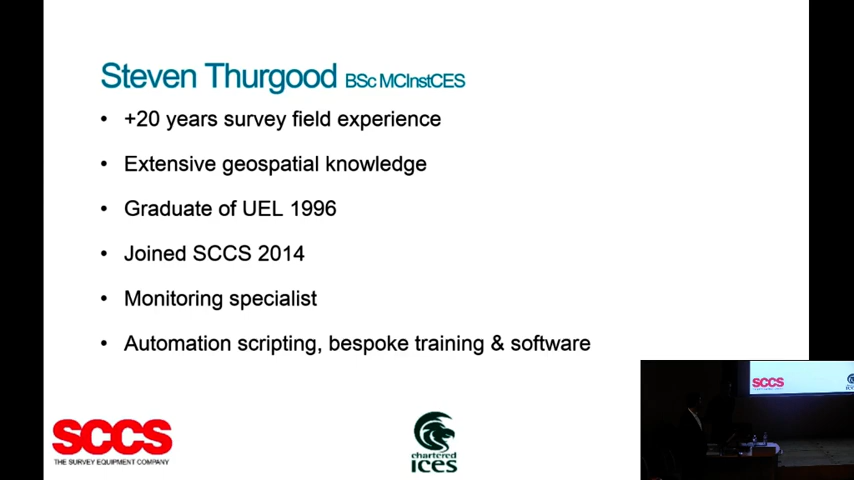 Steven Thurgood BSc MCInstCES
• +20 years survey field experience
• Extensive geospatial knowledge
• Graduate of UEL 1996
• Joined SCCS 2014
• Monitoring specialist
• Automation scripting, bespoke training & software
SCCS
THE SURVEY EQUIPMENT COMPANY
chartered
ICES
SCCS